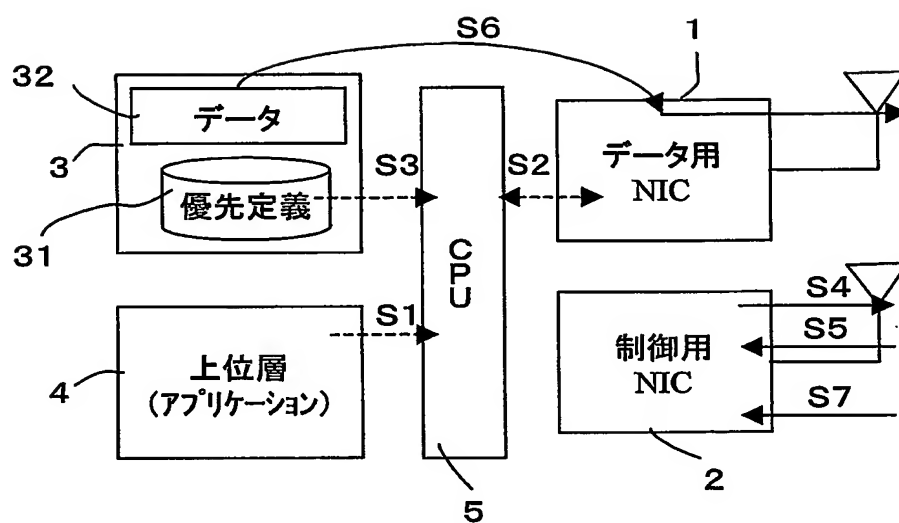 S6
1
32
データ
3
S3
S2
データ用
NIC
優先定義
31
CPU
S1
上位層
(アプリケーション)
4
S4
制御用
NIC
S5
S7
5
2